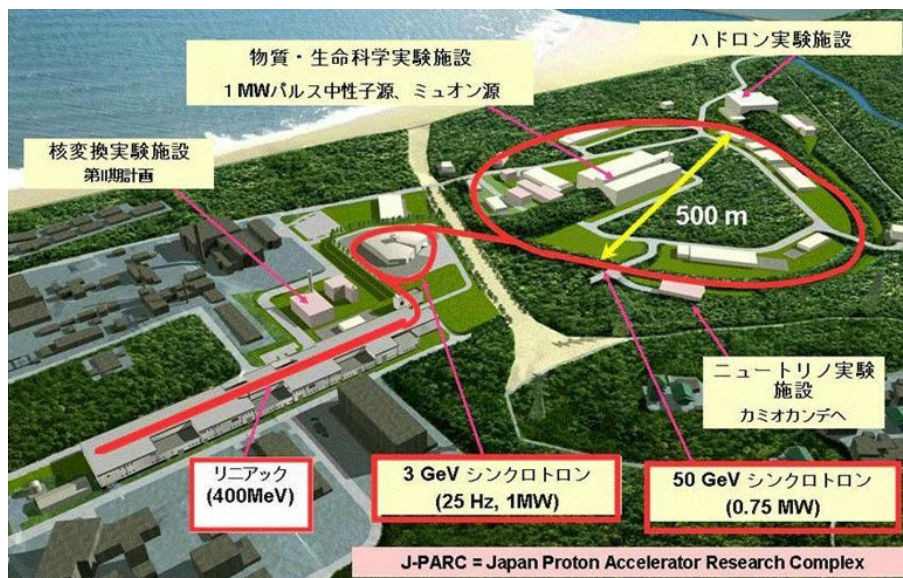 ハドロン実験施設
物質・生命科学実験施設
1 MWパルス中性子源、ミュオン源
核変換実験施設
第II期計画
500 m
ニュートリノ実験
施設
カミオカンデへ
リニアック
(400MeV)
3 GeV シンクロトロン
(25 Hz, 1MW)
50 GeV シンクロトロン
(0.75 MW)
J-PARC = Japan Proton Accelerator Research Complex